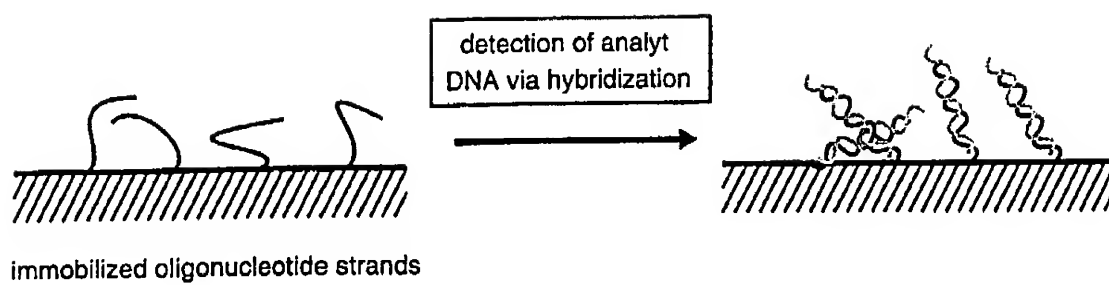 detection of analyt
DNA via hybridization
immobilized oligonucleotide strands